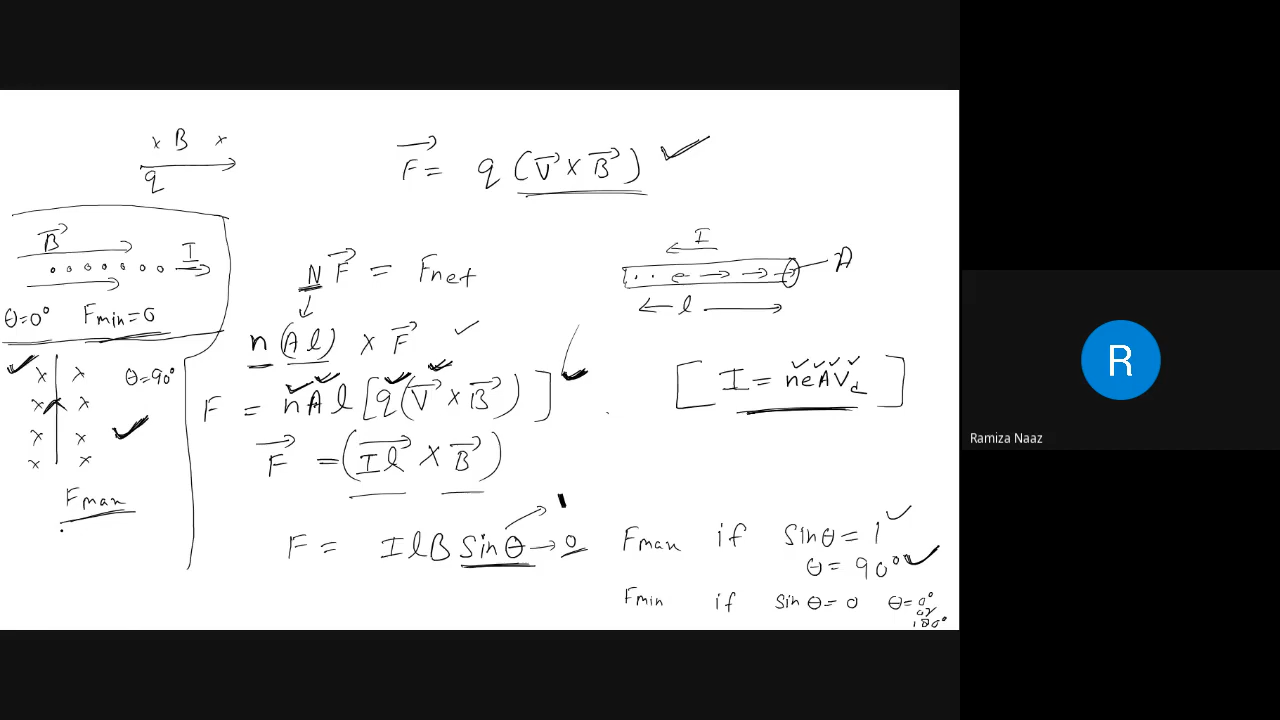 x B x
q
F = q (V x B)
B
I
θ=0° Fmin=0
x x θ=90°
x x
x x
x x
Fmax
N F = Fnet
n (Al) x F
F = nAl [q (V x B)]
F = (Il x B)
F = IlB Sinθ → 0
I
e
A
l
[I = neAVd]
Fmax if Sinθ = 1
θ = 90°
Fmin if Sinθ = 0 θ=0°
or
180°
R
Ramiza Naaz